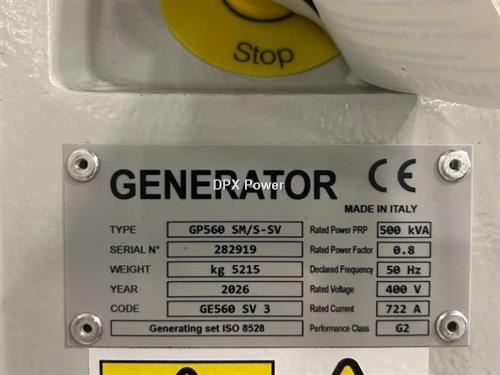 Stop
GENERATOR CE
DPX Power
MADE IN ITALY
TYPE GP560 SM/S-SV Rated Power PRP 500 kVA
SERIAL N° 282919 Rated Power Factor 0.8
WEIGHT kg 5215 Declared Frequency 50 Hz
YEAR 2026 Rated Voltage 400 V
CODE GE560 SV 3 Rated Current 722 A
Generating set ISO 8528 Performance Class G2